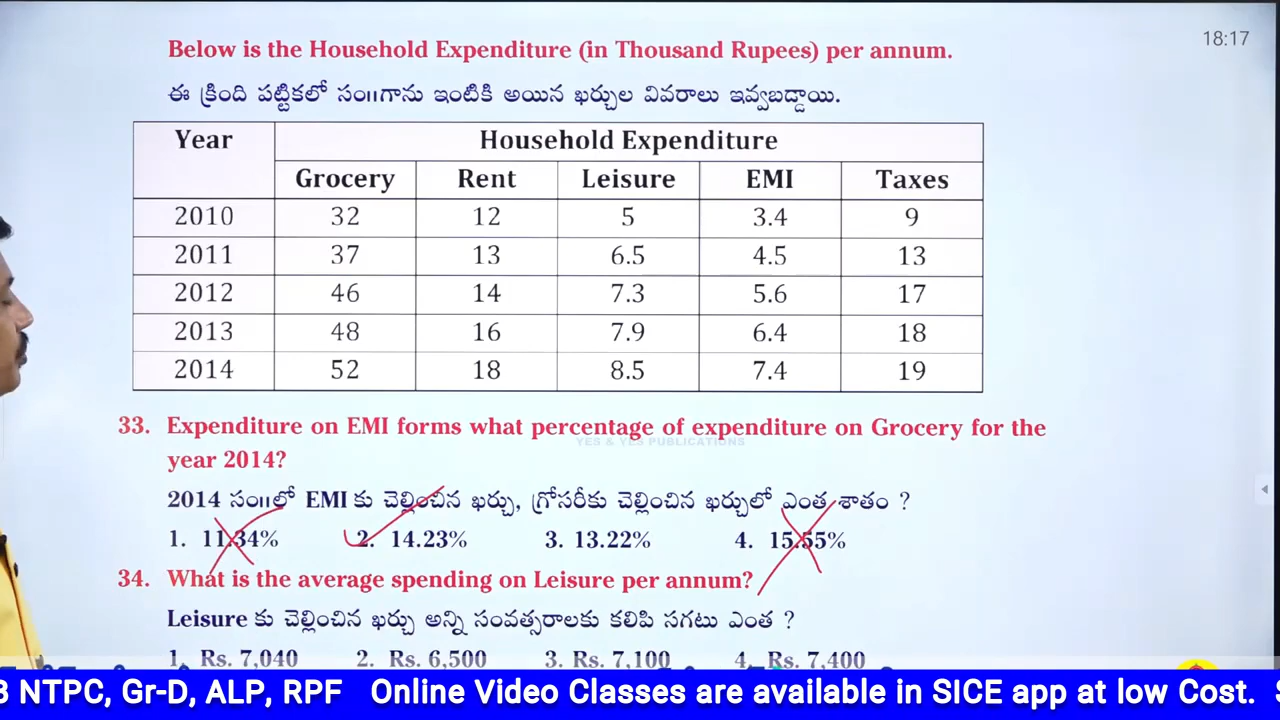 18:17
Below is the Household Expenditure (in Thousand Rupees) per annum.
ఈ క్రింది పట్టికలో సం॥గాను ఇంటికి అయిన ఖర్చుల వివరాలు ఇవ్వబడ్డాయి.
Year Household Expenditure
Grocery Rent Leisure EMI Taxes
2010 32 12 5 3.4 9
2011 37 13 6.5 4.5 13
2012 46 14 7.3 5.6 17
2013 48 16 7.9 6.4 18
2014 52 18 8.5 7.4 19
33. Expenditure on EMI forms what percentage of expenditure on Grocery for the
YES & YES PUBLICATIONS
year 2014?
2014 సం॥లో EMI కు చెల్లించిన ఖర్చు, గ్రోసరీకు చెల్లించిన ఖర్చులో ఎంత శాతం ?
1. 11.34% 2. 14.23% 3. 13.22% 4. 15.55%
34. What is the average spending on Leisure per annum?
Leisure కు చెల్లించిన ఖర్చు అన్ని సంవత్సరాలకు కలిపి సగటు ఎంత ?
1. Rs. 7,040 2. Rs. 6,500 3. Rs. 7,100 4. Rs. 7,400
NTPC, Gr-D, ALP, RPF Online Video Classes are available in SICE app at low Cost.